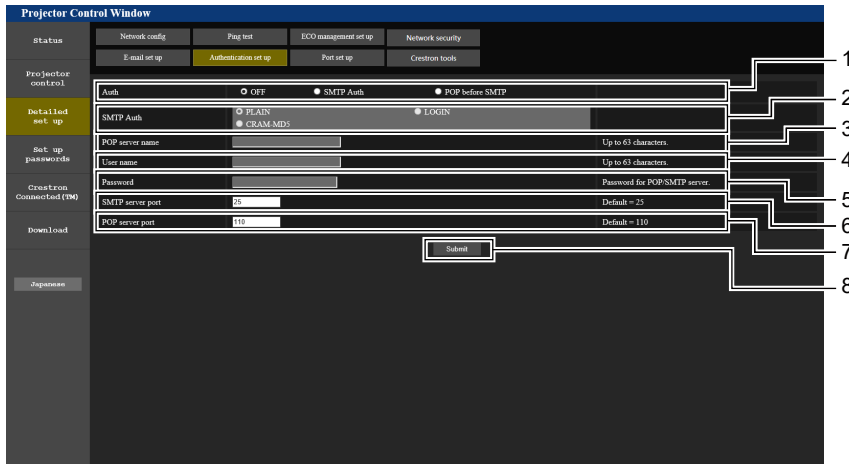 Projector Control Window
Status
Network config
Ping test
ECO management set up
Network security
E-mail set up
Authentication set up
Port set up
Crestron tools
Projector
control
Detailed
set up
Set up
passwords
Crestron
Connected(TM)
Download
Japanese
Auth
OFF
SMTP Auth
POP before SMTP
1
SMTP Auth
PLAIN
LOGIN
CRAM-MD5
2
POP server name
Up to 63 characters.
3
User name
Up to 63 characters.
4
Password
Password for POP/SMTP server.
5
SMTP server port
25
Default = 25
6
POP server port
110
Default = 110
7
Submit
8